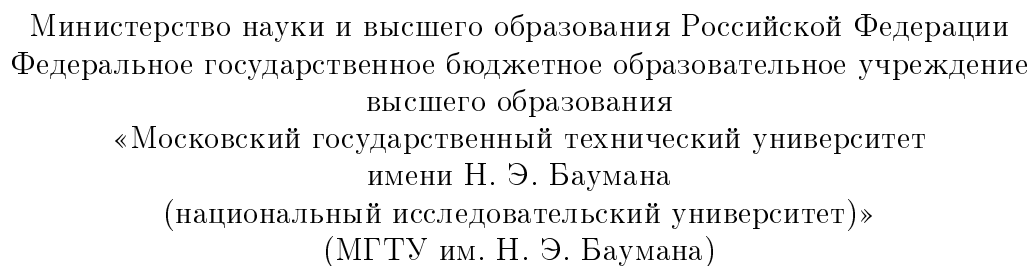 Министерство науки и высшего образования Российской Федерации
Федеральное государственное бюджетное образовательное учреждение
высшего образования
«Московский государственный технический университет
имени Н. Э. Баумана
(национальный исследовательский университет)»
(МГТУ им. Н. Э. Баумана)